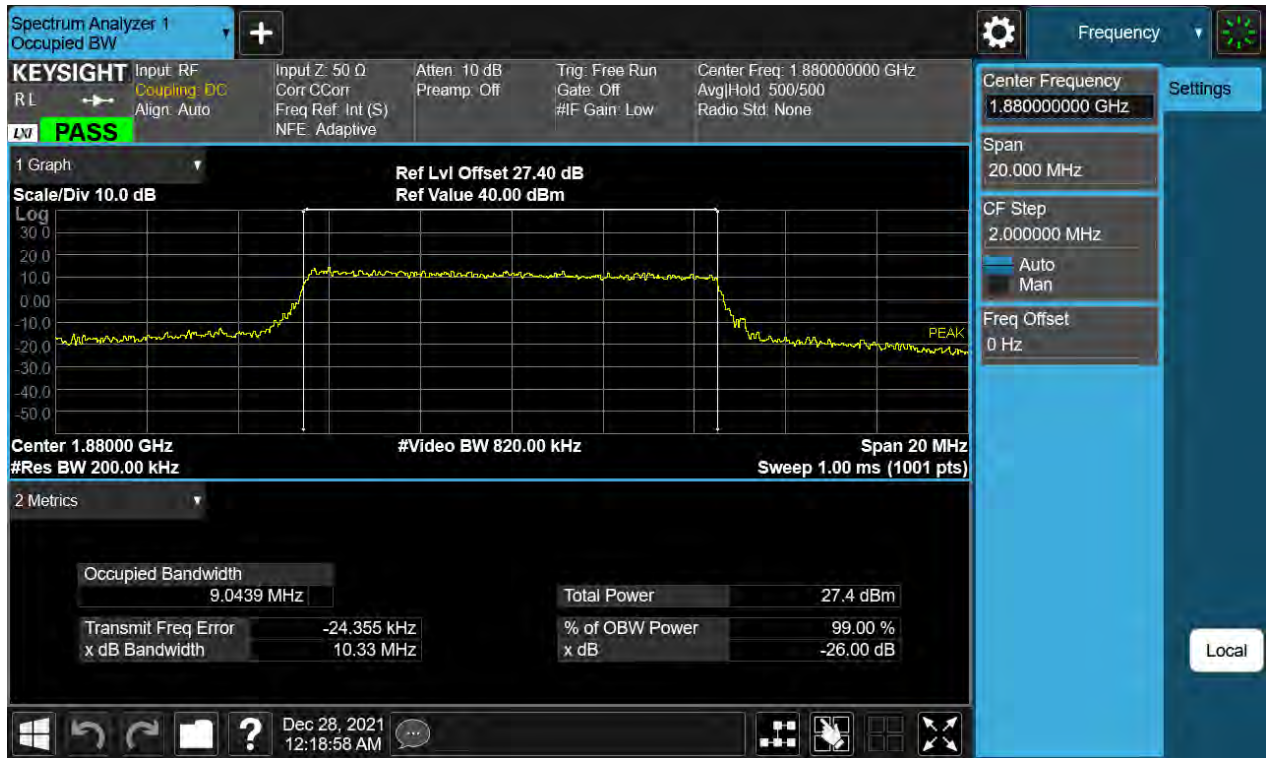 Spectrum Analyzer 1
Occupied BW
+
Frequency
KEYSIGHT
RL
LXI
PASS
Input: RF
Coupling: DC
Align: Auto
Input Z: 50 Ω
Corr CCorr
Freq Ref: Int (S)
NFE: Adaptive
Atten: 10 dB
Preamp: Off
Trig: Free Run
Gate: Off
#IF Gain: Low
Center Freq: 1.880000000 GHz
Avg|Hold: 500/500
Radio Std: None
1 Graph
Scale/Div 10.0 dB
Ref Lvl Offset 27.40 dB
Ref Value 40.00 dBm
Log
30.0
20.0
10.0
0.00
-10.0
-20.0
-30.0
-40.0
-50.0
PEAK
Center 1.88000 GHz
#Video BW 820.00 kHz
Span 20 MHz
#Res BW 200.00 kHz
Sweep 1.00 ms (1001 pts)
2 Metrics
Occupied Bandwidth
9.0439 MHz
Transmit Freq Error -24.355 kHz
x dB Bandwidth 10.33 MHz
Total Power 27.4 dBm
% of OBW Power 99.00 %
x dB -26.00 dB
Center Frequency
1.880000000 GHz
Span
20.000 MHz
CF Step
2.000000 MHz
Auto
Man
Freq Offset
0 Hz
Settings
Local
?
Dec 28, 2021
12:18:58 AM